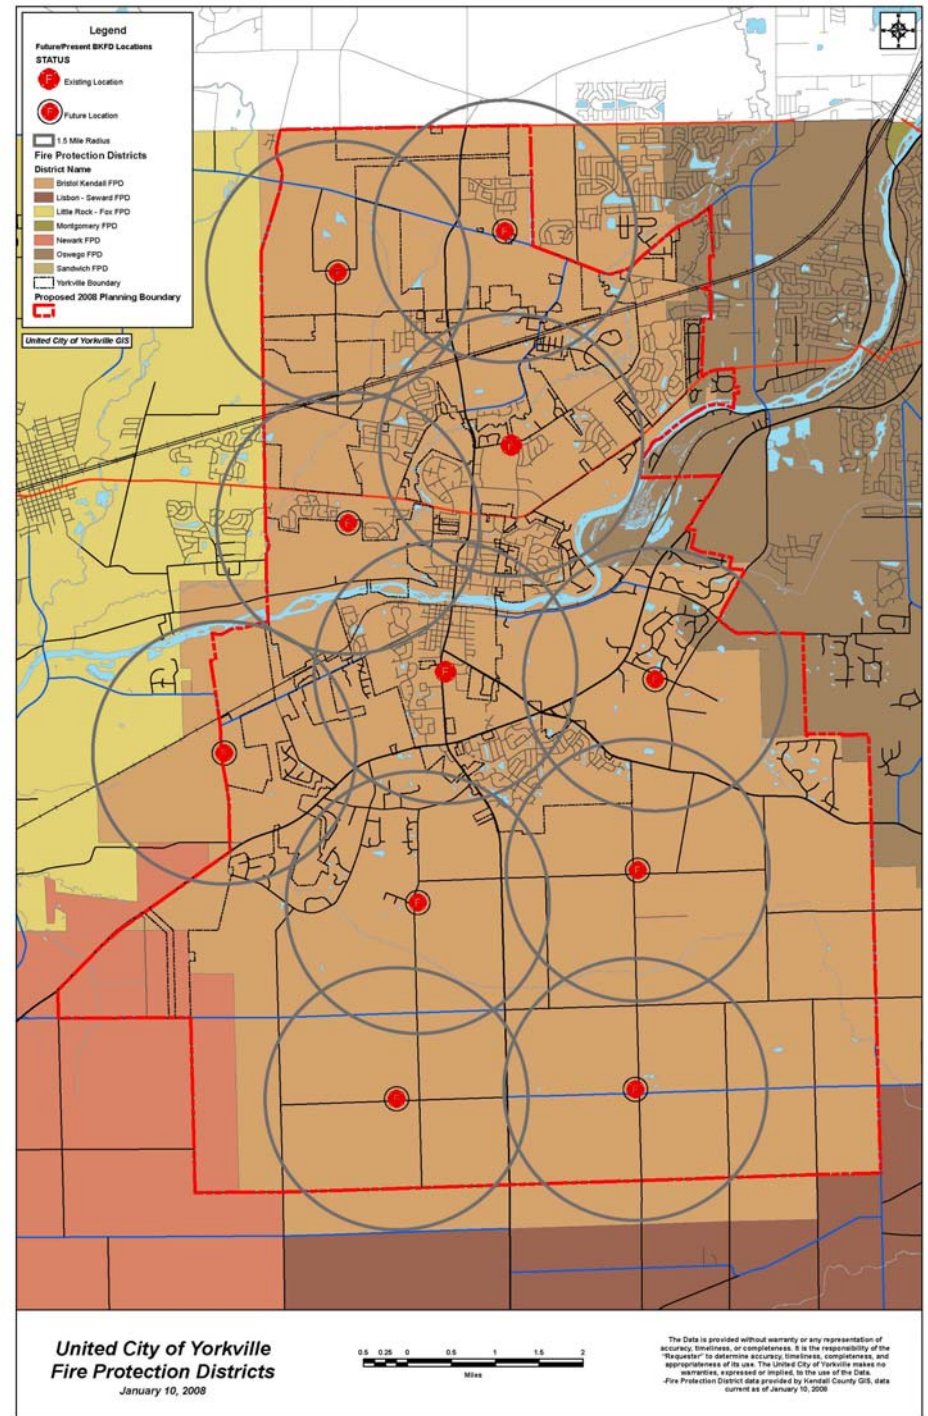 Legend
Future/Present BKFD Locations
STATUS
F Existing Location
F Future Location
1.5 Mile Radius
Fire Protection Districts
District Name
Bristol Kendall FPD
Lisbon - Seward FPD
Little Rock - Fox FPD
Montgomery FPD
Newark FPD
Oswego FPD
Sandwich FPD
Yorkville Boundary
Proposed 2008 Planning Boundary
United City of Yorkville GIS
F
F
F
F
F
F
F
F
F
F
F
United City of Yorkville
Fire Protection Districts
January 10, 2008
0.5 0.25 0 0.5 1 1.5 2
Miles
The Data is provided without warranty or any representation of
accuracy, timeliness, or completeness. It is the responsibility of the
"Requester" to determine accuracy, timeliness, completeness, and
appropriateness of its use. The United City of Yorkville makes no
warranties, expressed or implied, to the use of the Data.
-Fire Protection District data provided by Kendall County GIS, data
current as of January 10, 2008